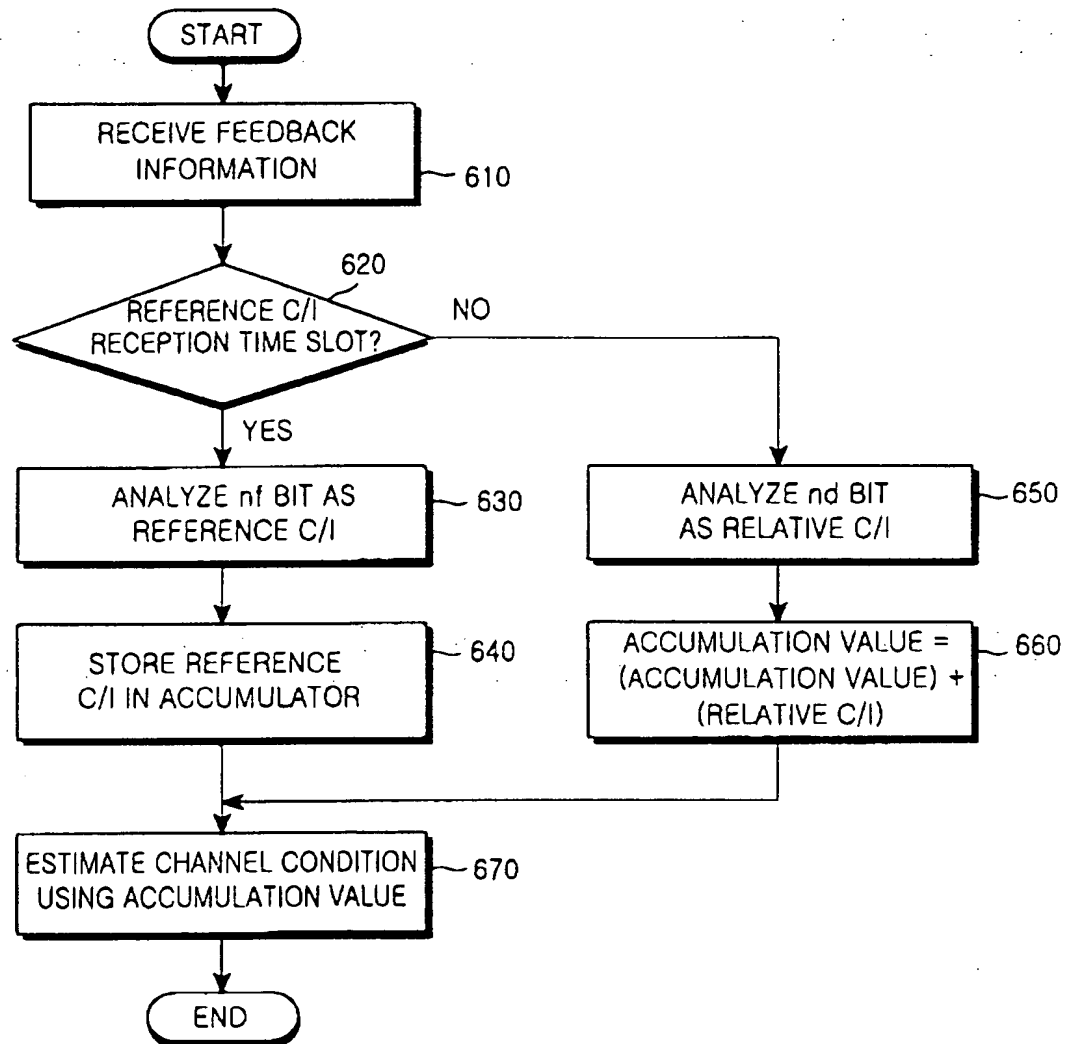 START
RECEIVE FEEDBACK
INFORMATION
610
620
REFERENCE C/I
RECEPTION TIME SLOT?
NO
YES
ANALYZE nf BIT AS
REFERENCE C/I
630
ANALYZE nd BIT
AS RELATIVE C/I
650
STORE REFERENCE
C/I IN ACCUMULATOR
640
ACCUMULATION VALUE =
(ACCUMULATION VALUE) +
(RELATIVE C/I)
660
ESTIMATE CHANNEL CONDITION
USING ACCUMULATION VALUE
670
END